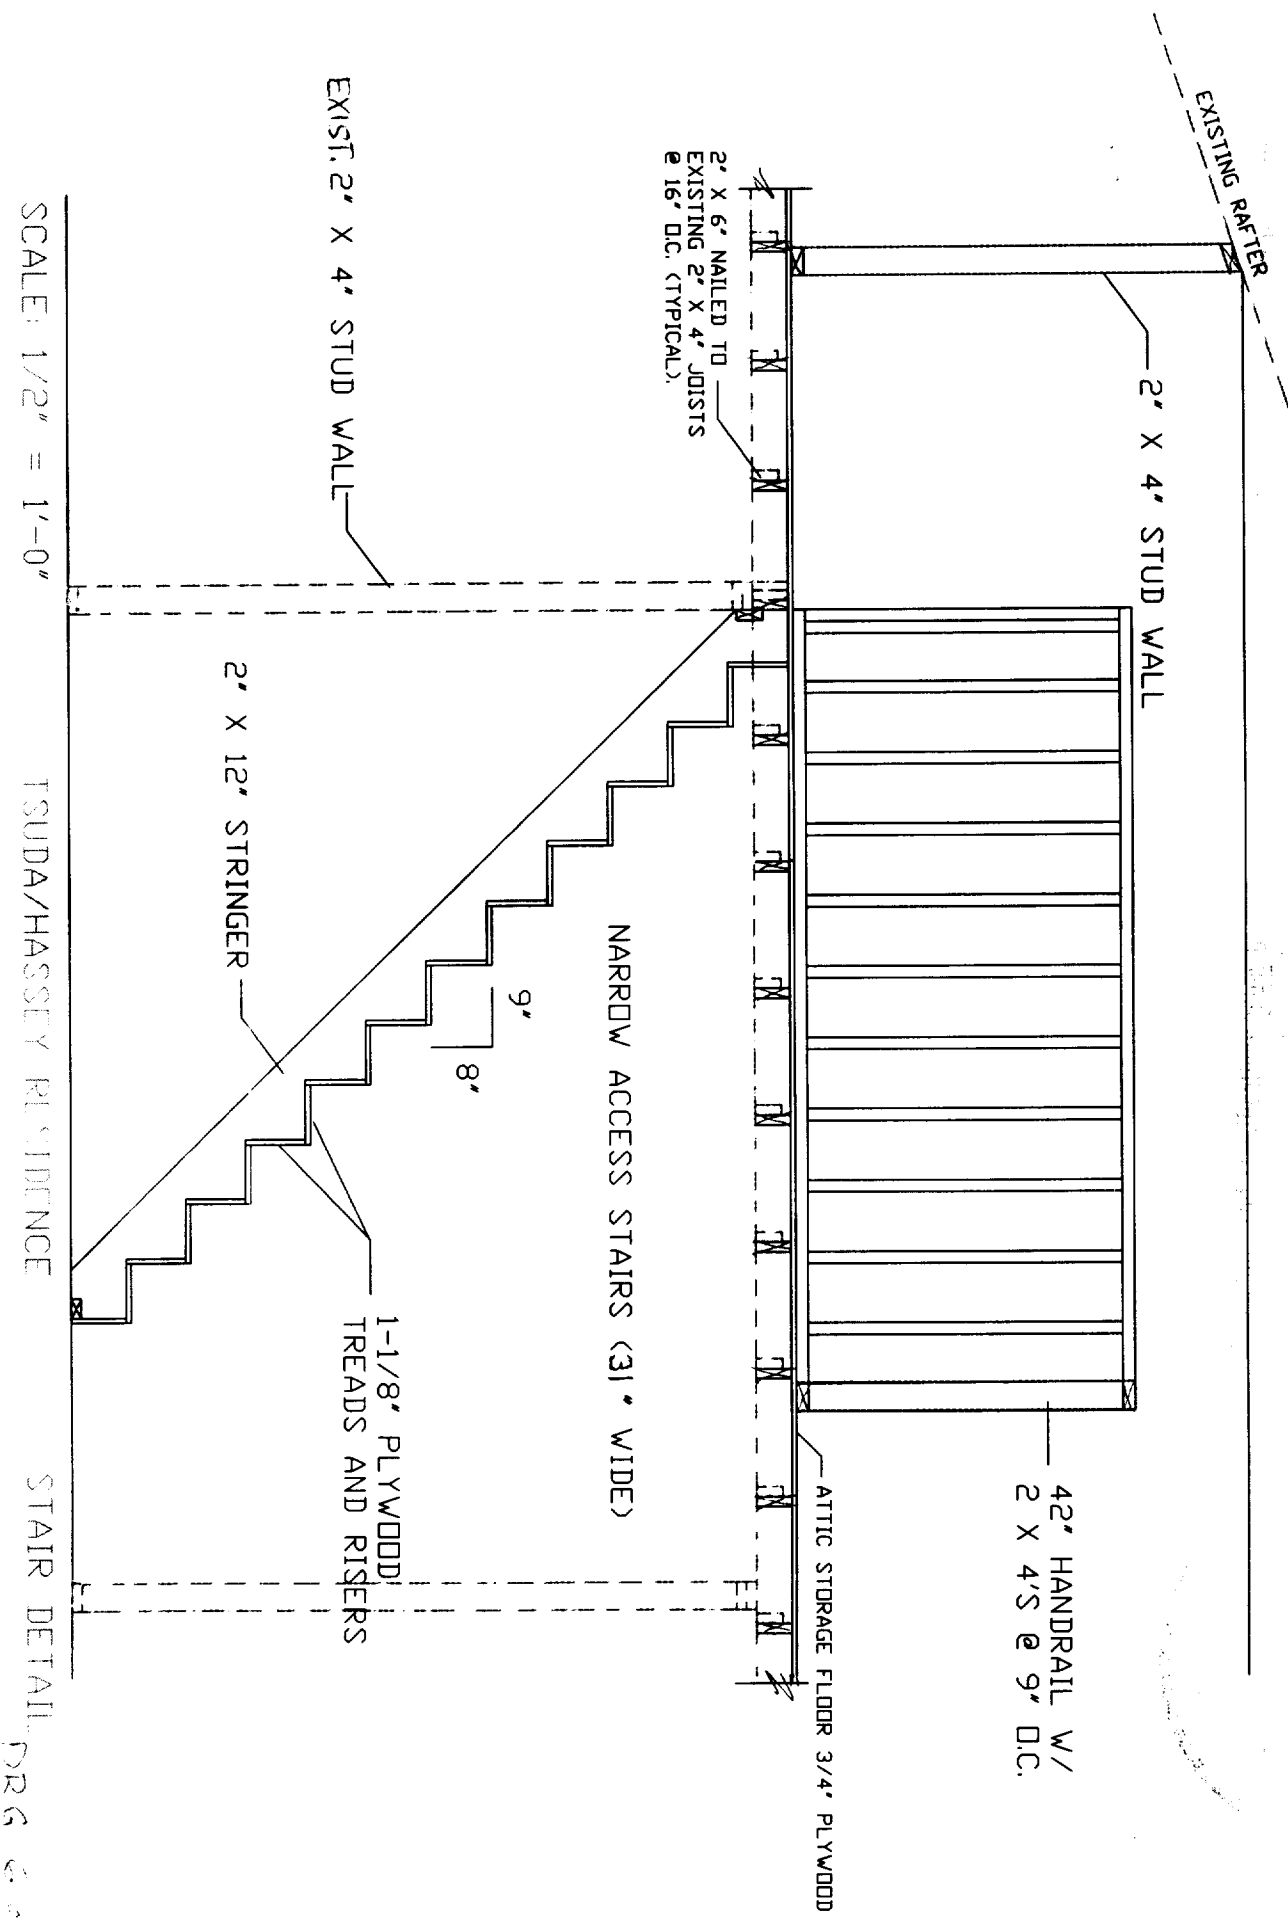 EXISTING RAFTER
2" X 4" STUD WALL
42" HANDRAIL W/
2 X 4'S @ 9" O.C.
ATTIC STORAGE FLOOR 3/4" PLYWOOD
2" X 6" NAILED TO
EXISTING 2" X 4" JOISTS
@ 16" O.C. (TYPICAL).
NARROW ACCESS STAIRS (31" WIDE)
9"
8"
EXIST. 2" X 4" STUD WALL
2" X 12" STRINGER
1-1/8" PLYWOOD
TREADS AND RISERS
SCALE: 1/2" = 1'-0" TSUDA/HASSEY RESIDENCE STAIR DETAIL
DRG